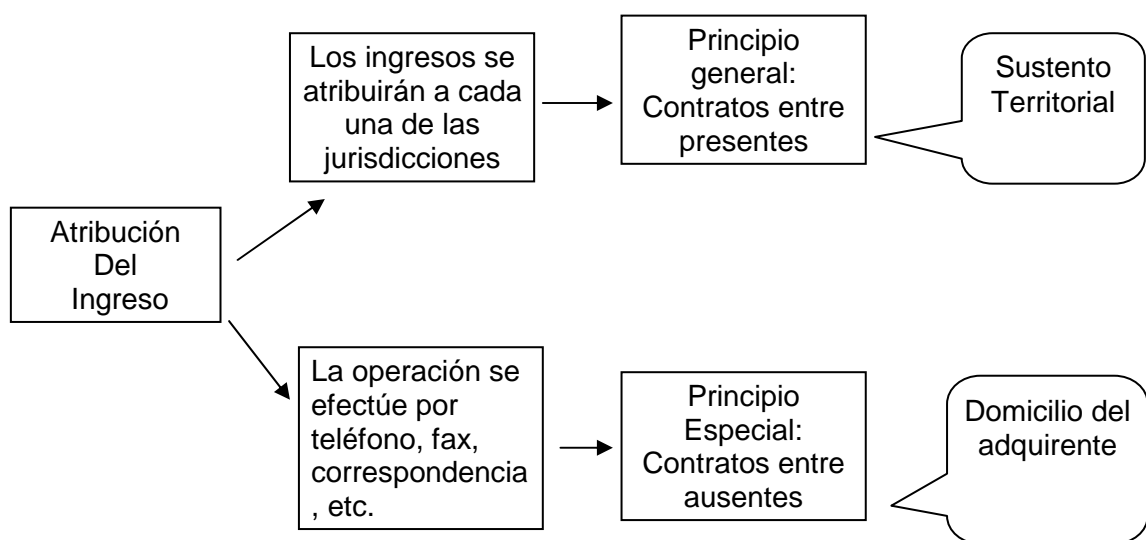 Los ingresos se
atribuirán a cada
una de las
jurisdicciones
Principio
general:
Contratos entre
presentes
Sustento
Territorial
Atribución
Del
Ingreso
La operación se
efectúe por
teléfono, fax,
correspondencia
, etc.
Principio
Especial:
Contratos entre
ausentes
Domicilio del
adquirente